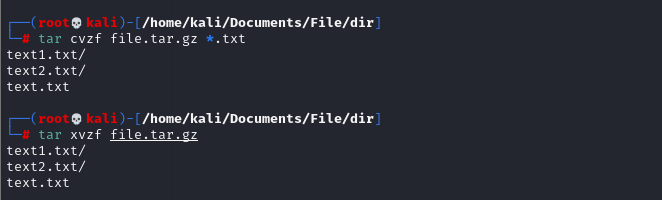 ┌──(root💀kali)-[/home/kali/Documents/File/dir]
└─# tar cvzf file.tar.gz *.txt
text1.txt/
text2.txt/
text.txt
┌──(root💀kali)-[/home/kali/Documents/File/dir]
└─# tar xvzf file.tar.gz
text1.txt/
text2.txt/
text.txt